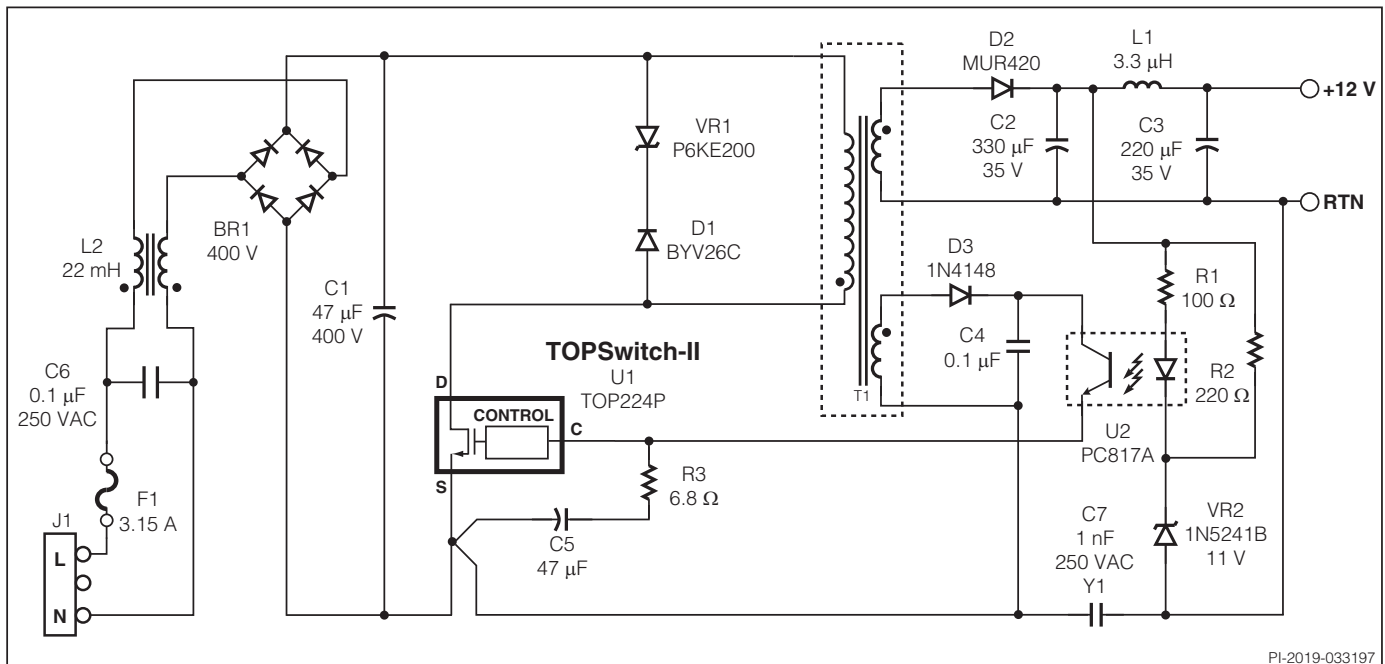 D2
MUR420
L1
3.3 µH
+12 V
VR1
P6KE200
C2
330 µF
35 V
C3
220 µF
35 V
BR1
400 V
L2
22 mH
D1
BYV26C
RTN
D3
1N4148
R1
100 Ω
C1
47 µF
400 V
TOPSwitch-II
U1
TOP224P
C4
0.1 µF
R2
220 Ω
T1
C6
0.1 µF
250 VAC
D
CONTROL
C
S
U2
PC817A
R3
6.8 Ω
F1
3.15 A
J1
L
N
C5
47 µF
C7
1 nF
250 VAC
Y1
VR2
1N5241B
11 V
PI-2019-033197